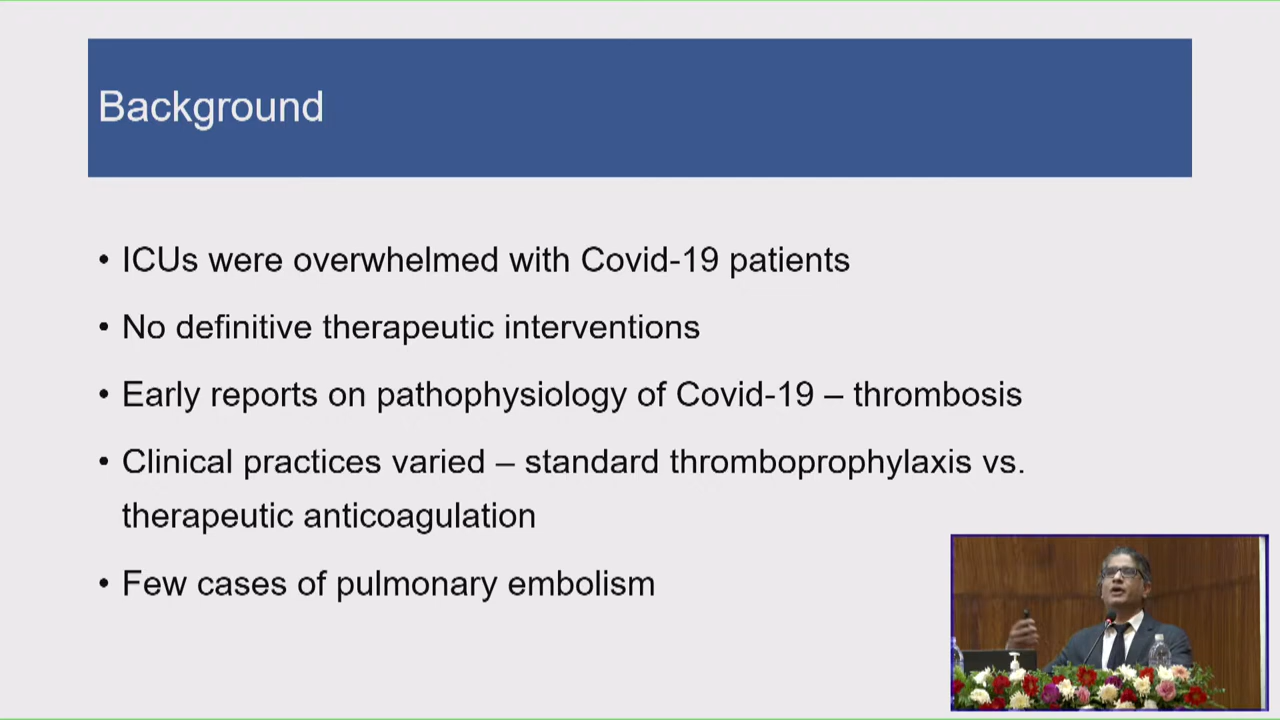 Background
• ICUs were overwhelmed with Covid-19 patients
• No definitive therapeutic interventions
• Early reports on pathophysiology of Covid-19 – thrombosis
• Clinical practices varied – standard thromboprophylaxis vs.
therapeutic anticoagulation
• Few cases of pulmonary embolism